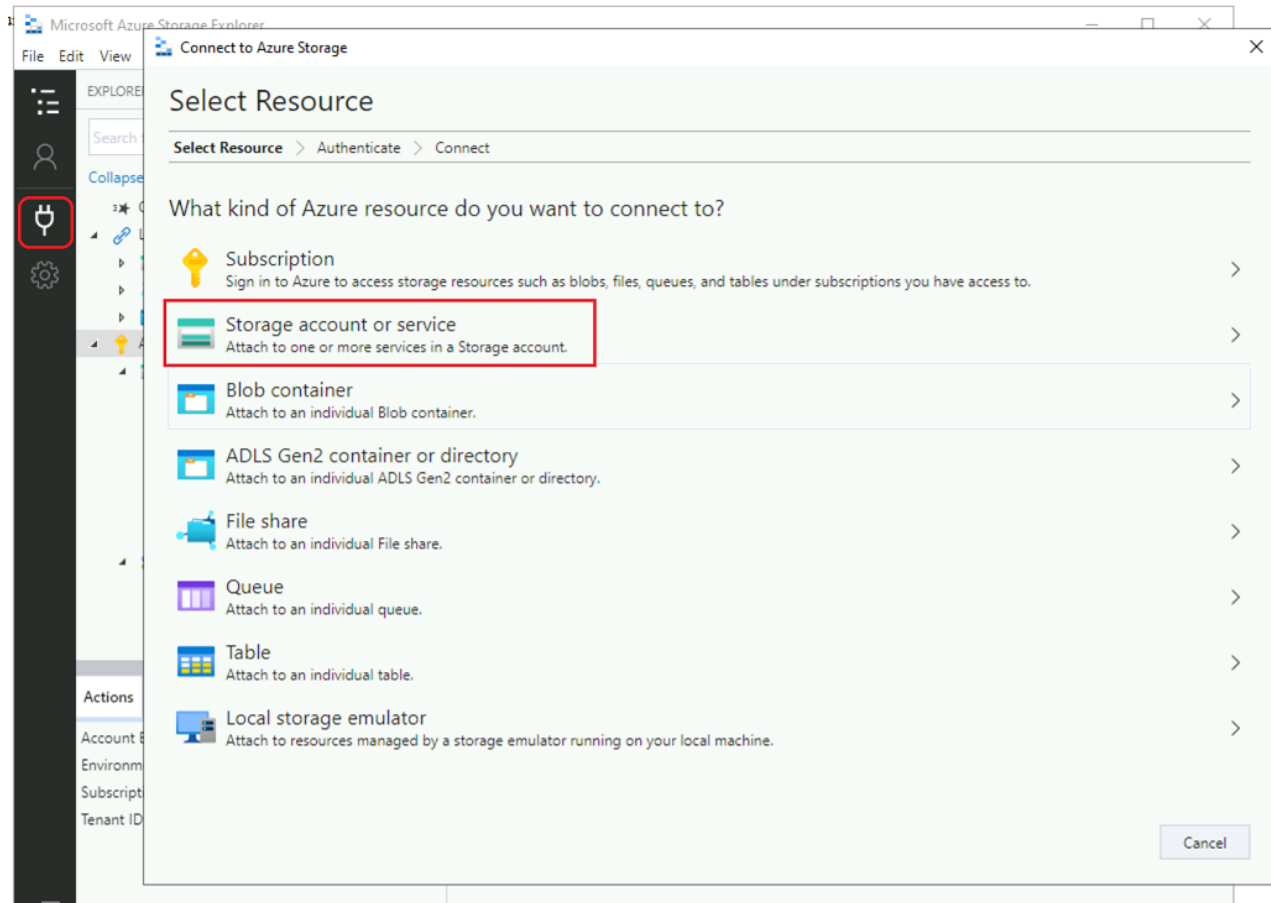 Microsoft Azure Storage Explorer
File Edit View
Connect to Azure Storage
EXPLORE
Search
Collapse
Actions
Account E
Environm
Subscript
Tenant ID
Select Resource
Select Resource > Authenticate > Connect
What kind of Azure resource do you want to connect to?
Subscription
Sign in to Azure to access storage resources such as blobs, files, queues, and tables under subscriptions you have access to.
Storage account or service
Attach to one or more services in a Storage account.
Blob container
Attach to an individual Blob container.
ADLS Gen2 container or directory
Attach to an individual ADLS Gen2 container or directory.
File share
Attach to an individual File share.
Queue
Attach to an individual queue.
Table
Attach to an individual table.
Local storage emulator
Attach to resources managed by a storage emulator running on your local machine.
Cancel